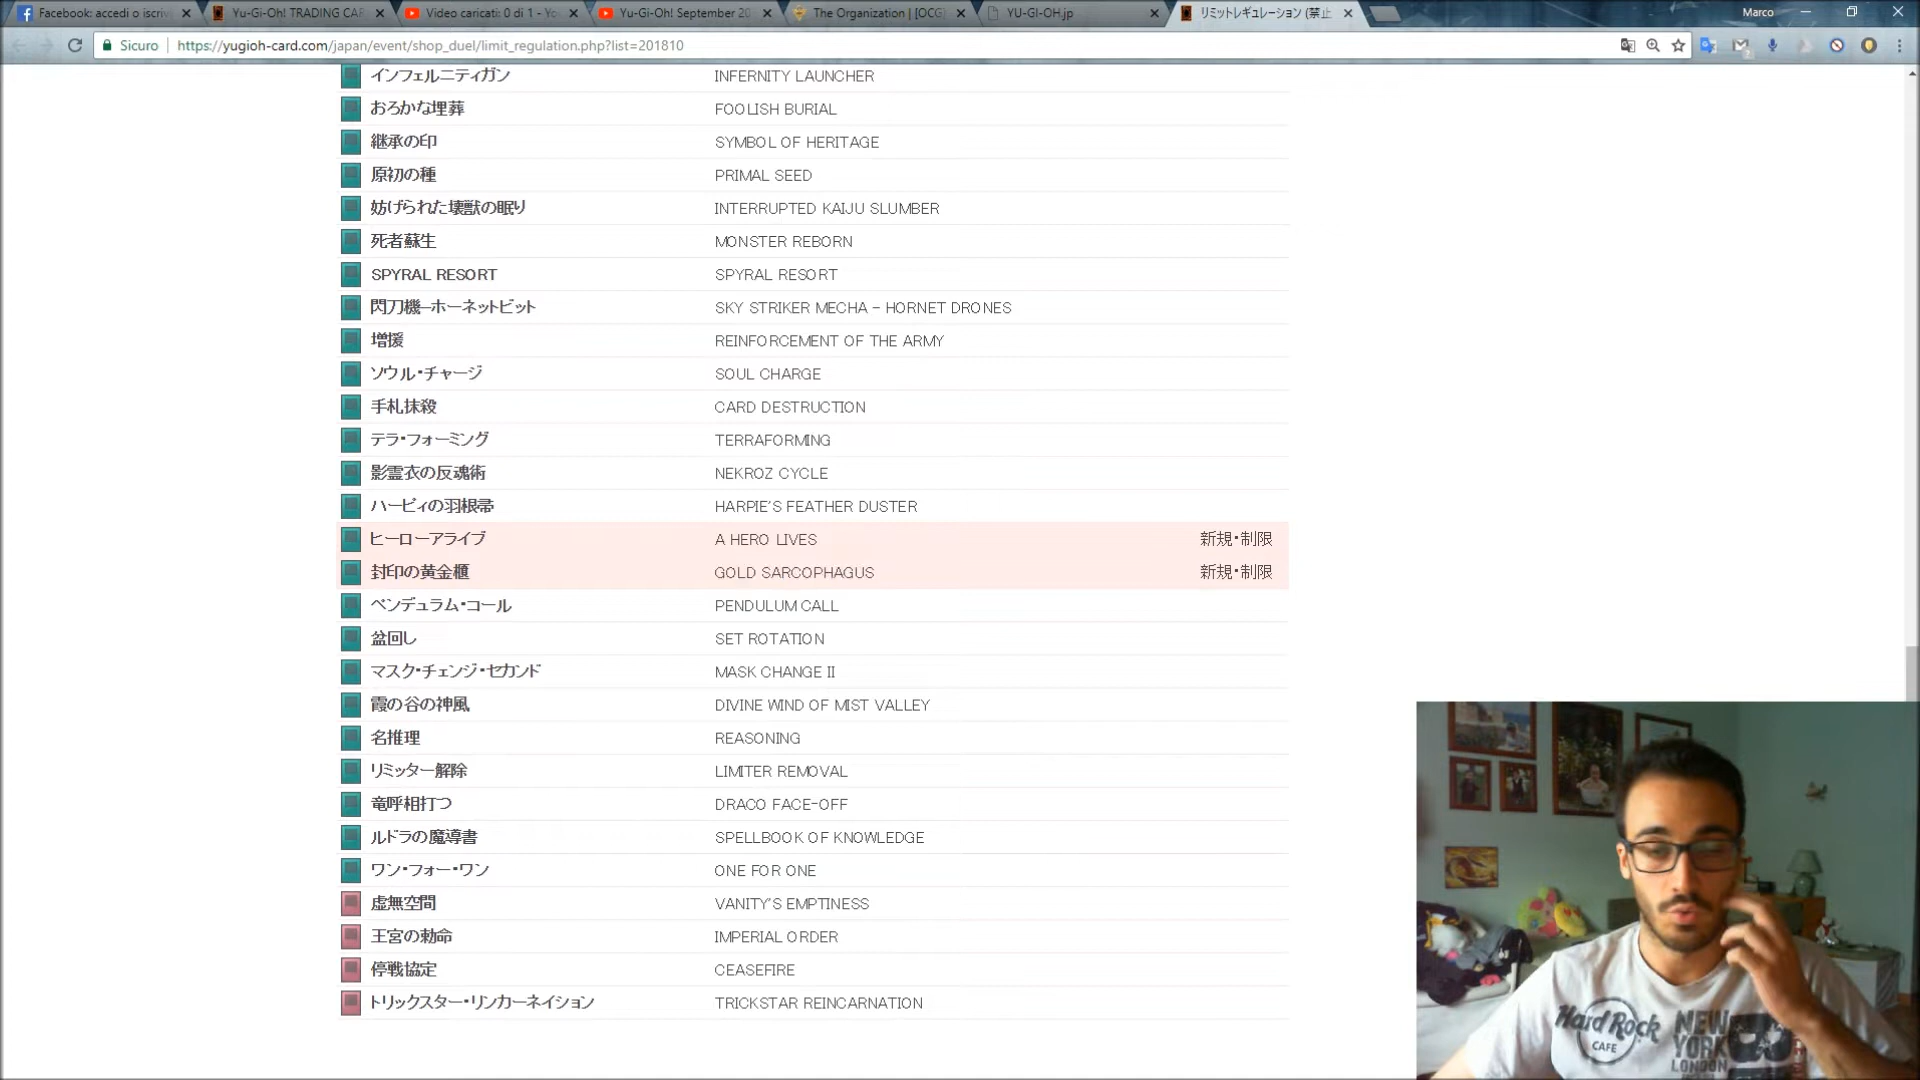 Facebook: accedi o iscriv
Yu-Gi-Oh! TRADING CAR
Video caricati: 0 di 1 - Yo
Yu-Gi-Oh! September 20
The Organization | [OCG]
YU-GI-OH.jp
リミットレギュレーション (禁止
Marco
Sicuro
https://yugioh-card.com/japan/event/shop_duel/limit_regulation.php?list=201810
インフェルニティガン INFERNITY LAUNCHER
おろかな埋葬 FOOLISH BURIAL
継承の印 SYMBOL OF HERITAGE
原初の種 PRIMAL SEED
妨げられた壊獣の眠り INTERRUPTED KAIJU SLUMBER
死者蘇生 MONSTER REBORN
SPYRAL RESORT SPYRAL RESORT
閃刀機-ホーネットビット SKY STRIKER MECHA - HORNET DRONES
増援 REINFORCEMENT OF THE ARMY
ソウル・チャージ SOUL CHARGE
手札抹殺 CARD DESTRUCTION
テラ・フォーミング TERRAFORMING
影霊衣の反魂術 NEKROZ CYCLE
ハーピィの羽根帚 HARPIE'S FEATHER DUSTER
ヒーローアライブ A HERO LIVES 新規・制限
封印の黄金櫃 GOLD SARCOPHAGUS 新規・制限
ペンデュラム・コール PENDULUM CALL
盆回し SET ROTATION
マスク・チェンジ・セカンド MASK CHANGE II
霞の谷の神風 DIVINE WIND OF MIST VALLEY
名推理 REASONING
リミッター解除 LIMITER REMOVAL
竜呼相打つ DRACO FACE-OFF
ルドラの魔導書 SPELLBOOK OF KNOWLEDGE
ワン・フォー・ワン ONE FOR ONE
虚無空間 VANITY'S EMPTINESS
王宮の勅命 IMPERIAL ORDER
停戦協定 CEASEFIRE
トリックスター・リンカーネイション TRICKSTAR REINCARNATION
Hard Rock
CAFE
NEW
YORK
LONDON